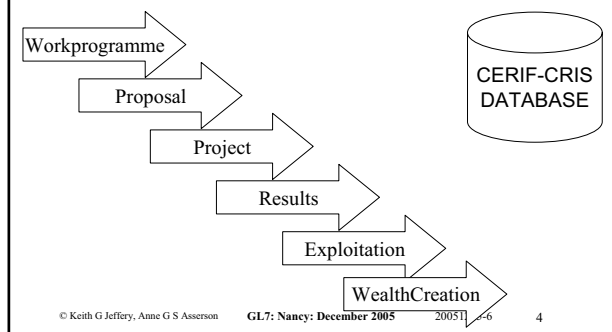 Workprogramme
Proposal
Project
Results
Exploitation
WealthCreation
CERIF-CRIS
DATABASE
© Keith G Jeffery, Anne G S Asserson GL7: Nancy: December 2005 4